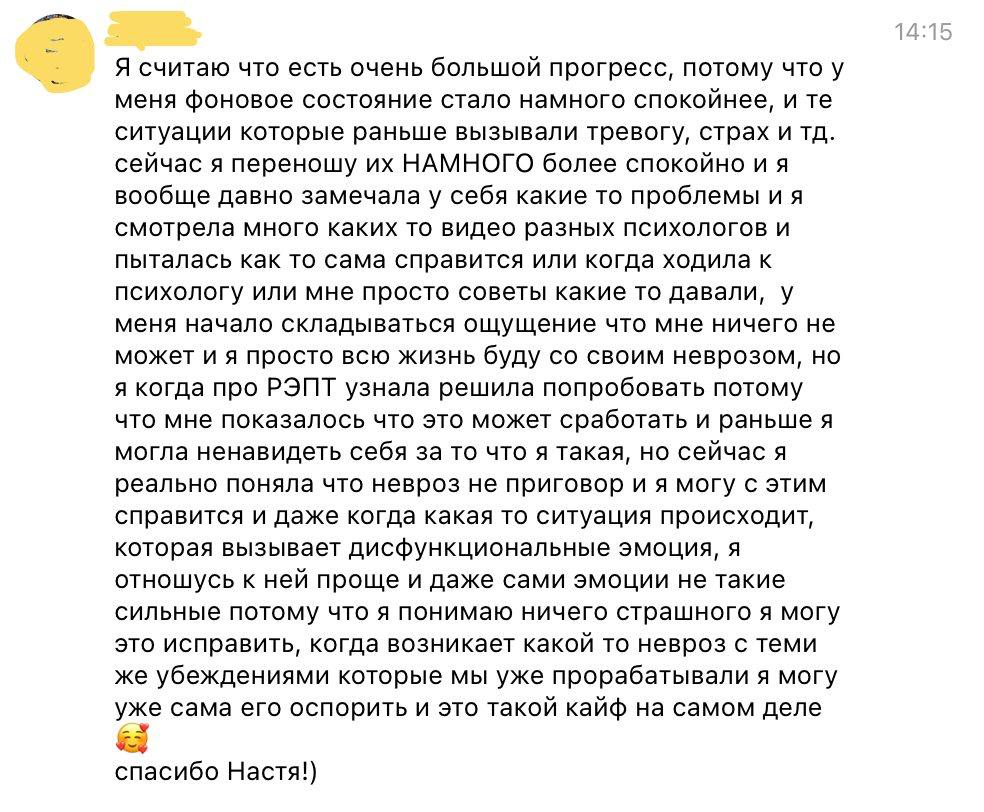 14:15
Я считаю что есть очень большой прогресс, потому что у
меня фоновое состояние стало намного спокойнее, и те
ситуации которые раньше вызывали тревогу, страх и тд.
сейчас я переношу их НАМНОГО более спокойно и я
вообще давно замечала у себя какие то проблемы и я
смотрела много каких то видео разных психологов и
пыталась как то сама справится или когда ходила к
психологу или мне просто советы какие то давали,  у
меня начало складываться ощущение что мне ничего не
может и я просто всю жизнь буду со своим неврозом, но
я когда про РЭПТ узнала решила попробовать потому
что мне показалось что это может сработать и раньше я
могла ненавидеть себя за то что я такая, но сейчас я
реально поняла что невроз не приговор и я могу с этим
справится и даже когда какая то ситуация происходит,
которая вызывает дисфункциональные эмоция, я
отношусь к ней проще и даже сами эмоции не такие
сильные потому что я понимаю ничего страшного я могу
это исправить, когда возникает какой то невроз с теми
же убеждениями которые мы уже прорабатывали я могу
уже сама его оспорить и это такой кайф на самом деле
🥰
спасибо Настя!)